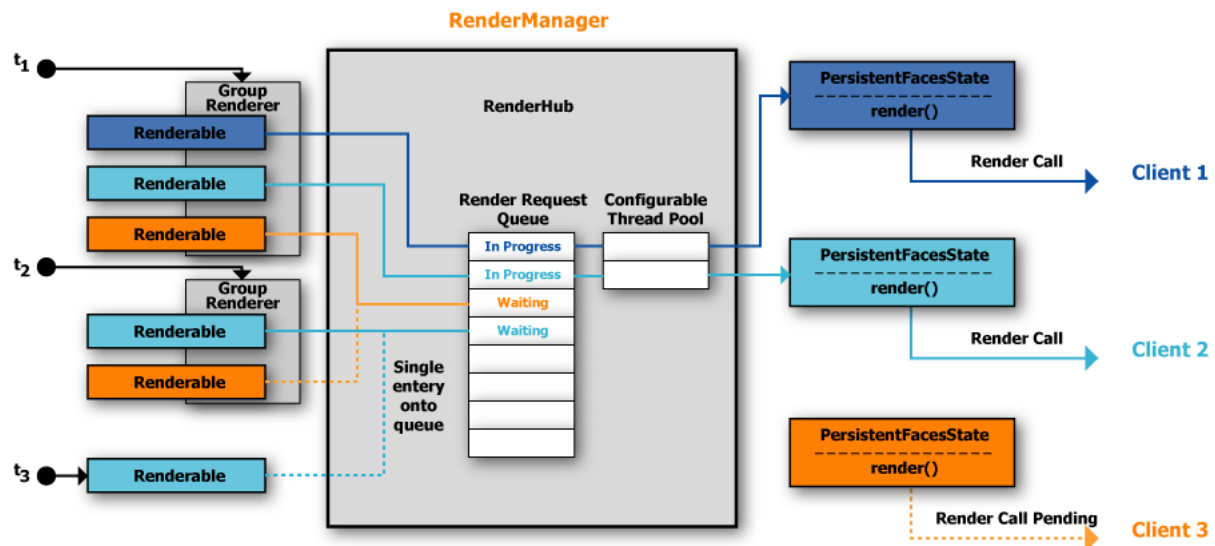 RenderManager
t1
Group
Renderer
Renderable
Renderable
Renderable
t2
Group
Renderer
Renderable
Renderable
t3
Renderable
RenderHub
Render Request
Queue
In Progress
In Progress
Waiting
Waiting
Configurable
Thread Pool
Single
entery
onto
queue
PersistentFacesState
render()
Render Call
Client 1
PersistentFacesState
render()
Render Call
Client 2
PersistentFacesState
render()
Render Call Pending
Client 3